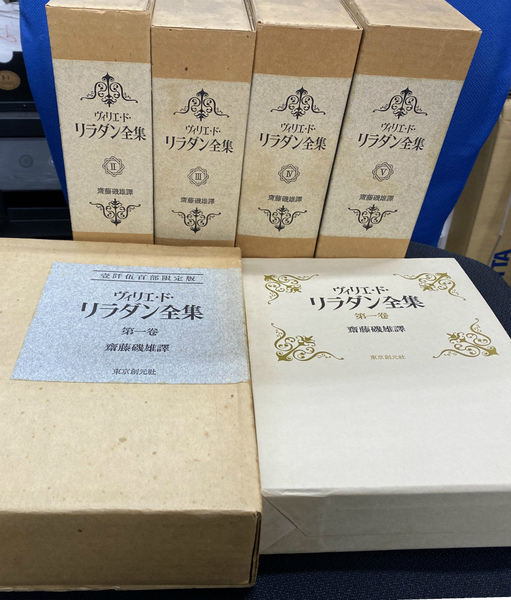 ヴィリエ・ド・
リラダン全集
II
齋藤磯雄譯
ヴィリエ・ド・
リラダン全集
III
齋藤磯雄譯
ヴィリエ・ド・
リラダン全集
IV
齋藤磯雄譯
ヴィリエ・ド・
リラダン全集
V
齋藤磯雄譯
壱阡伍百部限定版
ヴィリエ・ド・
リラダン全集
第一卷
齋藤磯雄譯
東京創元社
ヴィリエ・ド・
リラダン全集
第一卷
齋藤磯雄譯
東京創元社